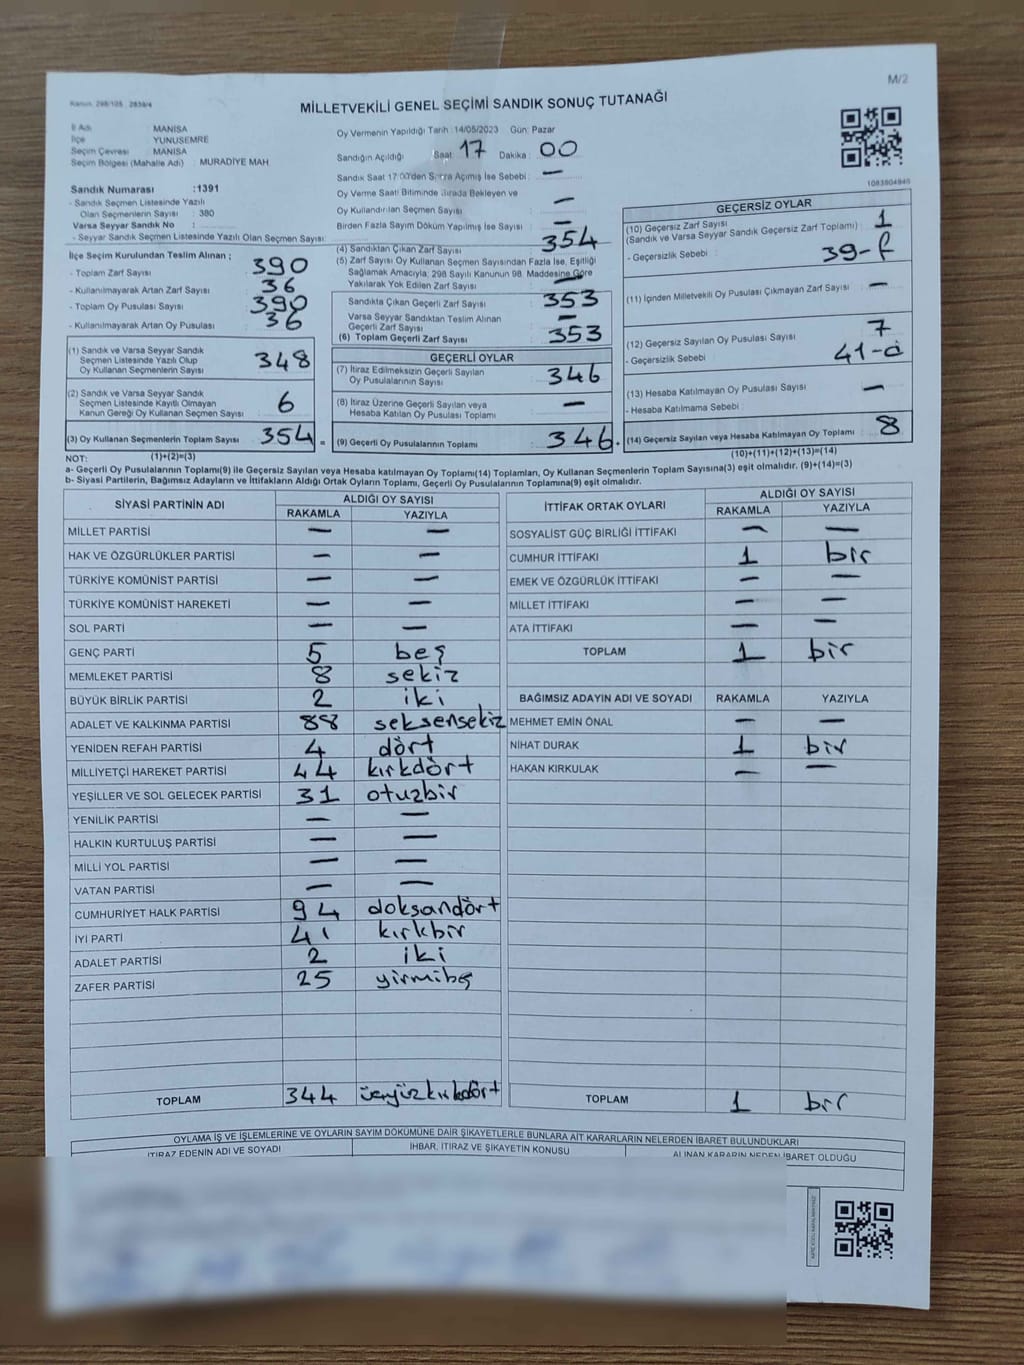 M/2
Kanun: 298/105 , 2839/4
MİLLETVEKİLİ GENEL SEÇİMİ SANDIK SONUÇ TUTANAĞI
İl Adı : MANİSA
İlçe : YUNUSEMRE
Seçim Çevresi : MANİSA
Seçim Bölgesi (Mahalle Adı) : MURADİYE MAH
Sandık Numarası :1391
- Sandık Seçmen Listesinde Yazılı
Olan Seçmenlerin Sayısı : 380
Varsa Seyyar Sandık No :
- Seyyar Sandık Seçmen Listesinde Yazılı Olan Seçmen Sayısı:
Oy Vermenin Yapıldığı Tarih :14/05/2023 Gün: Pazar
Sandığın Açıldığı Saat : 17 Dakika : 00
Sandık Saat 17:00'den Sonra Açılmış İse Sebebi : —
Oy Verme Saati Bitiminde Sırada Bekleyen ve
Oy Kullandırılan Seçmen Sayısı : —
Birden Fazla Sayım Döküm Yapılmış İse Sayısı : —
1083804945
İlçe Seçim Kurulundan Teslim Alınan ;
- Toplam Zarf Sayısı : 390
- Kullanılmayarak Artan Zarf Sayısı : 36
- Toplam Oy Pusulası Sayısı : 390
- Kullanılmayarak Artan Oy Pusulası : 36
(1) Sandık ve Varsa Seyyar Sandık
Seçmen Listesinde Yazılı Olup
Oy Kullanan Seçmenlerin Sayısı : 348
(2) Sandık ve Varsa Seyyar Sandık
Seçmen Listesinde Kayıtlı Olmayan
Kanun Gereği Oy Kullanan Seçmen Sayısı : 6
(3) Oy Kullanan Seçmenlerin Toplam Sayısı : 354 =
(1)+(2)=(3)
(4) Sandıktan Çıkan Zarf Sayısı : 354
(5) Zarf Sayısı Oy Kullanan Seçmen Sayısından Fazla İse, Eşitliği
Sağlamak Amacıyla, 298 Sayılı Kanunun 98. Maddesine Göre
Yakılarak Yok Edilen Zarf Sayısı : —
Sandıkta Çıkan Geçerli Zarf Sayısı : 353
Varsa Seyyar Sandıktan Teslim Alınan
Geçerli Zarf Sayısı : —
(6) Toplam Geçerli Zarf Sayısı : 353
GEÇERLİ OYLAR
(7) İtiraz Edilmeksizin Geçerli Sayılan
Oy Pusulalarının Sayısı : 346
(8) İtiraz Üzerine Geçerli Sayılan veya
Hesaba Katılan Oy Pusulası Toplamı : —
(9) Geçerli Oy Pusulalarının Toplamı : 346
GEÇERSİZ OYLAR
(10) Geçersiz Zarf Sayısı : 1
(Sandık ve Varsa Seyyar Sandık Geçersiz Zarf Toplamı)
- Geçersizlik Sebebi : 39-f
(11) İçinden Milletvekili Oy Pusulası Çıkmayan Zarf Sayısı : —
(12) Geçersiz Sayılan Oy Pusulası Sayısı : 7
- Geçersizlik Sebebi : 41-a
(13) Hesaba Katılmayan Oy Pusulası Sayısı : —
- Hesaba Katılmama Sebebi :
(14) Geçersiz Sayılan veya Hesaba Katılmayan Oy Toplamı : 8
(10)+(11)+(12)+(13)=(14)
NOT:
a- Geçerli Oy Pusulalarının Toplamı(9) ile Geçersiz Sayılan veya Hesaba katılmayan Oy Toplamı(14) Toplamları, Oy Kullanan Seçmenlerin Toplam Sayısına(3) eşit olmalıdır. (9)+(14)=(3)
b- Siyasi Partilerin, Bağımsız Adayların ve İttifakların Aldığı Ortak Oyların Toplamı, Geçerli Oy Pusulalarının Toplamına(9) eşit olmalıdır.
SİYASİ PARTİNİN ADI ALDIĞI OY SAYISI
RAKAMLA YAZIYLA
MİLLET PARTİSİ — —
HAK VE ÖZGÜRLÜKLER PARTİSİ — —
TÜRKİYE KOMÜNİST PARTİSİ — —
TÜRKİYE KOMÜNİST HAREKETİ — —
SOL PARTİ — —
GENÇ PARTİ 5 beş
MEMLEKET PARTİSİ 8 sekiz
BÜYÜK BİRLİK PARTİSİ 2 iki
ADALET VE KALKINMA PARTİSİ 88 seksensekiz
YENİDEN REFAH PARTİSİ 4 dört
MİLLİYETÇİ HAREKET PARTİSİ 44 kırkdört
YEŞİLLER VE SOL GELECEK PARTİSİ 31 otuzbir
YENİLİK PARTİSİ — —
HALKIN KURTULUŞ PARTİSİ — —
MİLLİ YOL PARTİSİ — —
VATAN PARTİSİ — —
CUMHURİYET HALK PARTİSİ 94 doksandört
İYİ PARTİ 41 kırkbir
ADALET PARTİSİ 2 iki
ZAFER PARTİSİ 25 yirmibş
TOPLAM 344 üçyüzkırkdört
İTTİFAK ORTAK OYLARI ALDIĞI OY SAYISI
RAKAMLA YAZIYLA
SOSYALİST GÜÇ BİRLİĞİ İTTİFAKI — —
CUMHUR İTTİFAKI 1 bir
EMEK VE ÖZGÜRLÜK İTTİFAKI — —
MİLLET İTTİFAKI — —
ATA İTTİFAKI — —
TOPLAM 1 bir
BAĞIMSIZ ADAYIN ADI VE SOYADI RAKAMLA YAZIYLA
MEHMET EMİN ÖNAL — —
NİHAT DURAK 1 bir
HAKAN KIRKULAK — —
TOPLAM 1 bir
OYLAMA İŞ VE İŞLEMLERİNE VE OYLARIN SAYIM DÖKÜMÜNE DAİR ŞİKAYETLERLE BUNLARA AİT KARARLARIN NELERDEN İBARET BULUNDUKLARI
İTİRAZ EDENİN ADI VE SOYADI İHBAR, İTİRAZ VE ŞİKAYETİN KONUSU ALINAN KARARIN NEDEN İBARET OLDUĞU